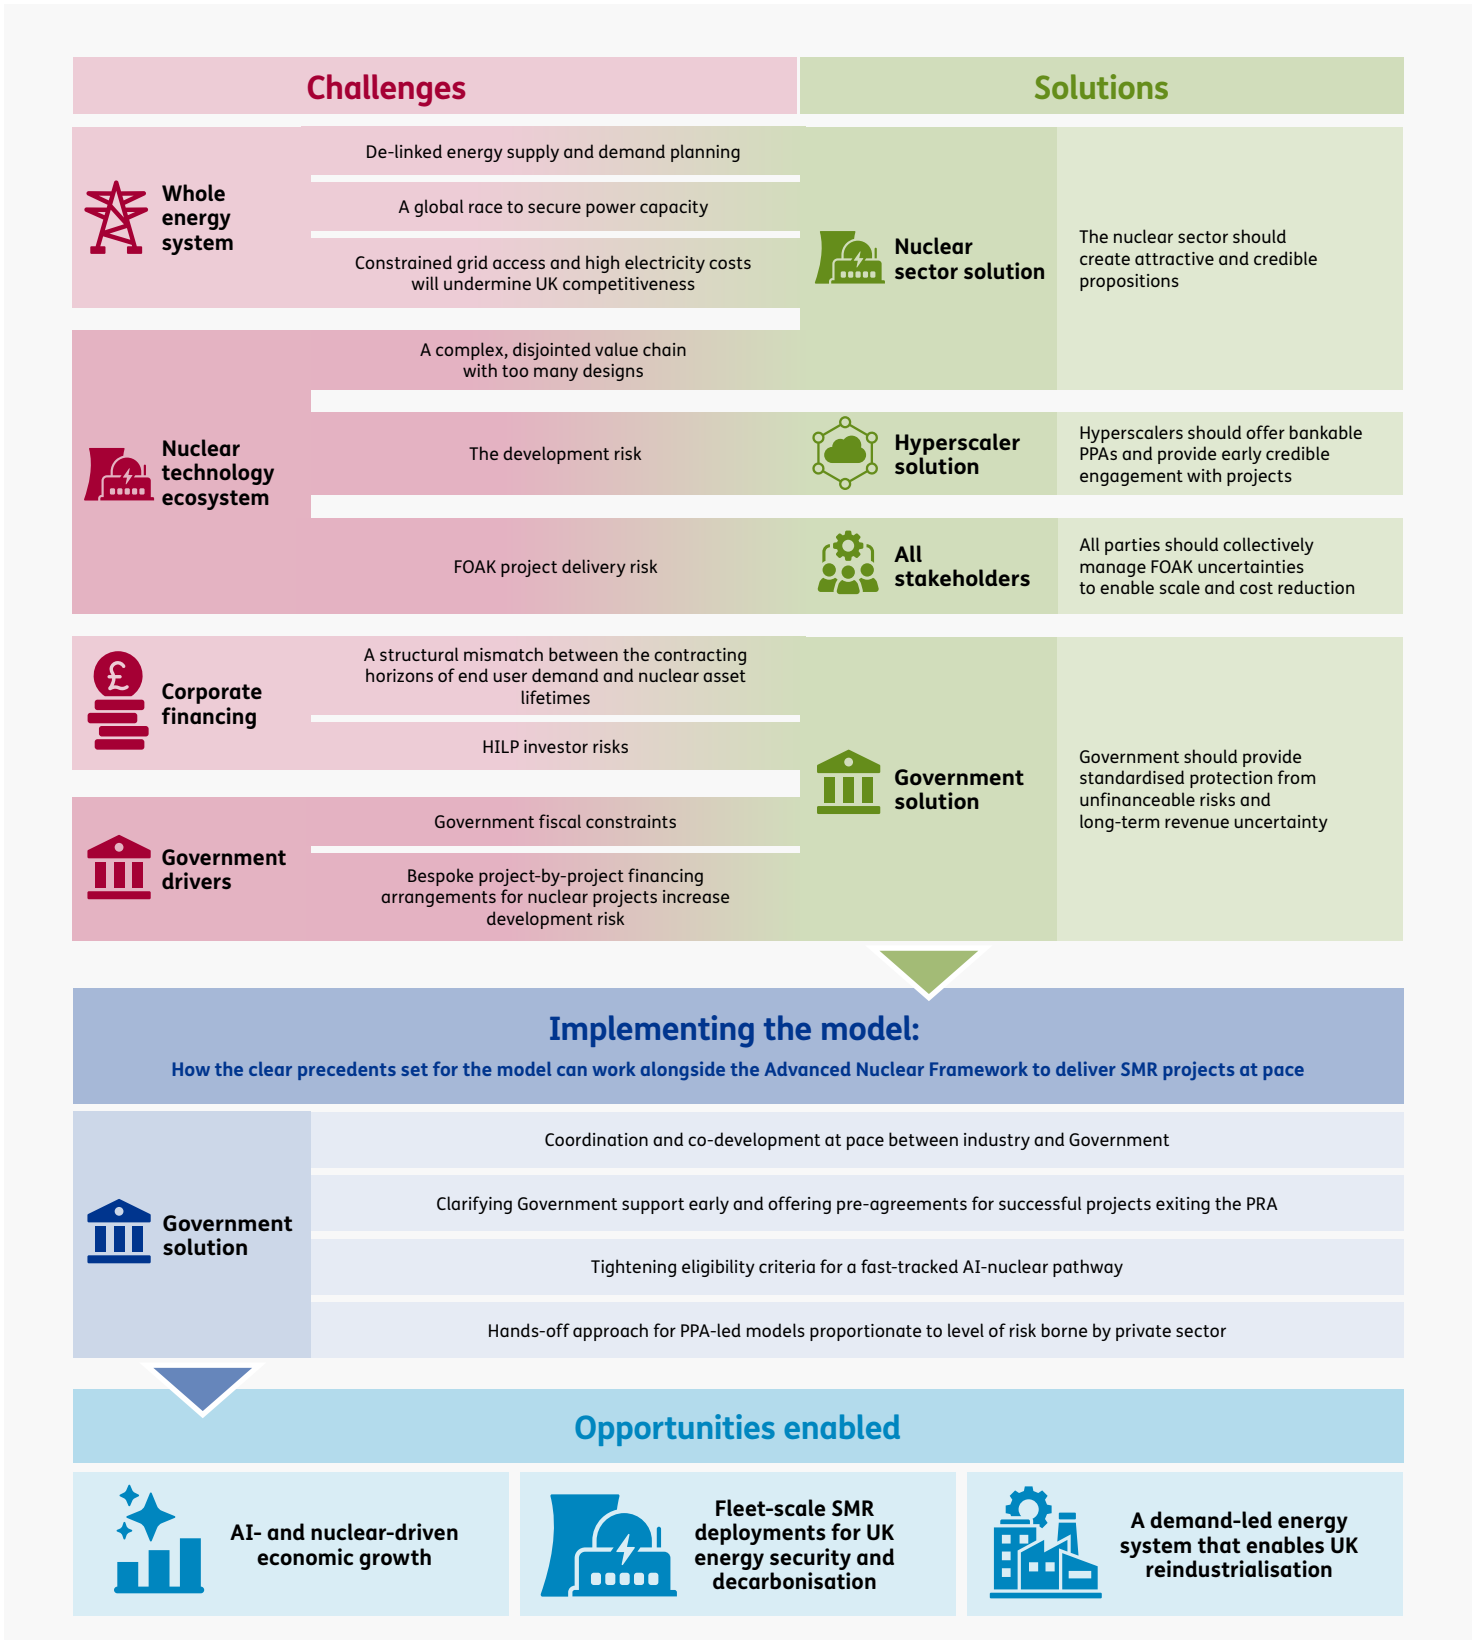 Challenges
Solutions
Whole
energy
system
De-linked energy supply and demand planning
A global race to secure power capacity
Constrained grid access and high electricity costs
will undermine UK competitiveness
Nuclear
sector solution
The nuclear sector should
create attractive and credible
propositions
Nuclear
technology
ecosystem
A complex, disjointed value chain
with too many designs
The development risk
Hyperscaler
solution
Hyperscalers should offer bankable
PPAs and provide early credible
engagement with projects
FOAK project delivery risk
All
stakeholders
All parties should collectively
manage FOAK uncertainties
to enable scale and cost reduction
£
Corporate
financing
A structural mismatch between the contracting
horizons of end user demand and nuclear asset
lifetimes
HILP investor risks
Government
solution
Government should provide
standardised protection from
unfinanceable risks and
long-term revenue uncertainty
Government
drivers
Government fiscal constraints
Bespoke project-by-project financing
arrangements for nuclear projects increase
development risk
Implementing the model:
How the clear precedents set for the model can work alongside the Advanced Nuclear Framework to deliver SMR projects at pace
Government
solution
Coordination and co-development at pace between industry and Government
Clarifying Government support early and offering pre-agreements for successful projects exiting the PRA
Tightening eligibility criteria for a fast-tracked AI-nuclear pathway
Hands-off approach for PPA-led models proportionate to level of risk borne by private sector
Opportunities enabled
AI- and nuclear-driven
economic growth
Fleet-scale SMR
deployments for UK
energy security and
decarbonisation
A demand-led energy
system that enables UK
reindustrialisation